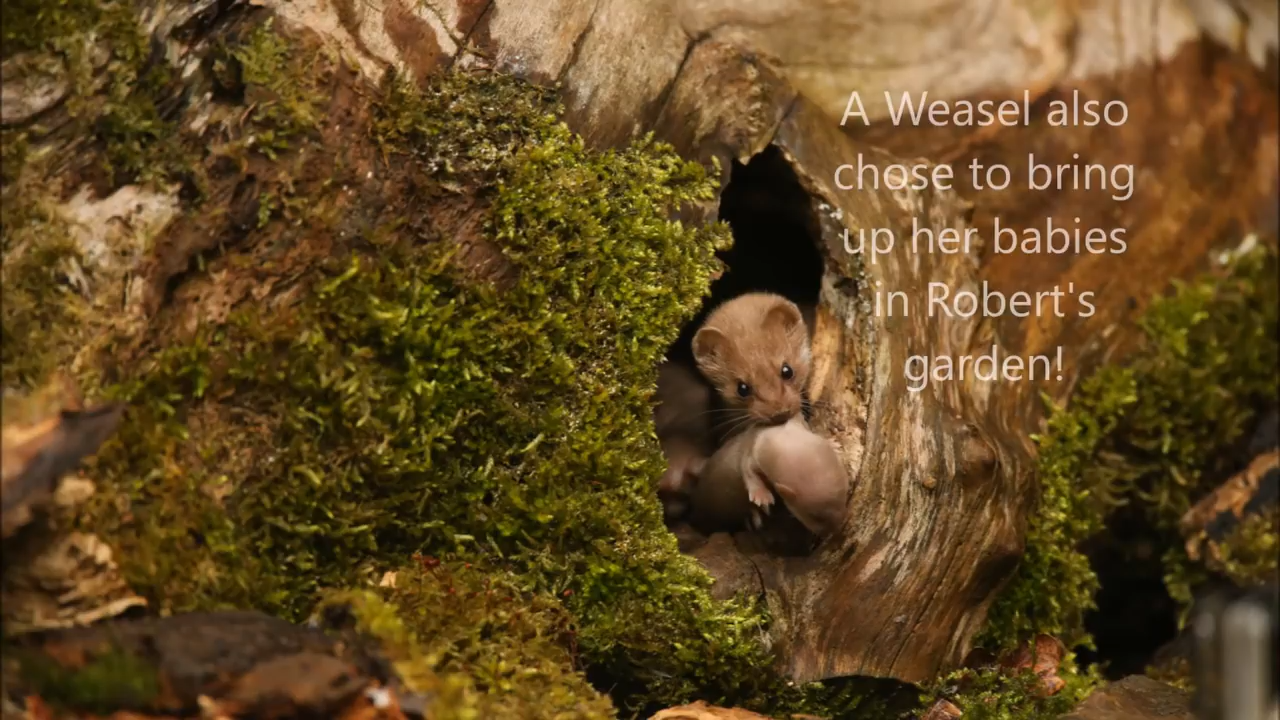 A Weasel also
chose to bring
up her babies
in Robert's
garden!